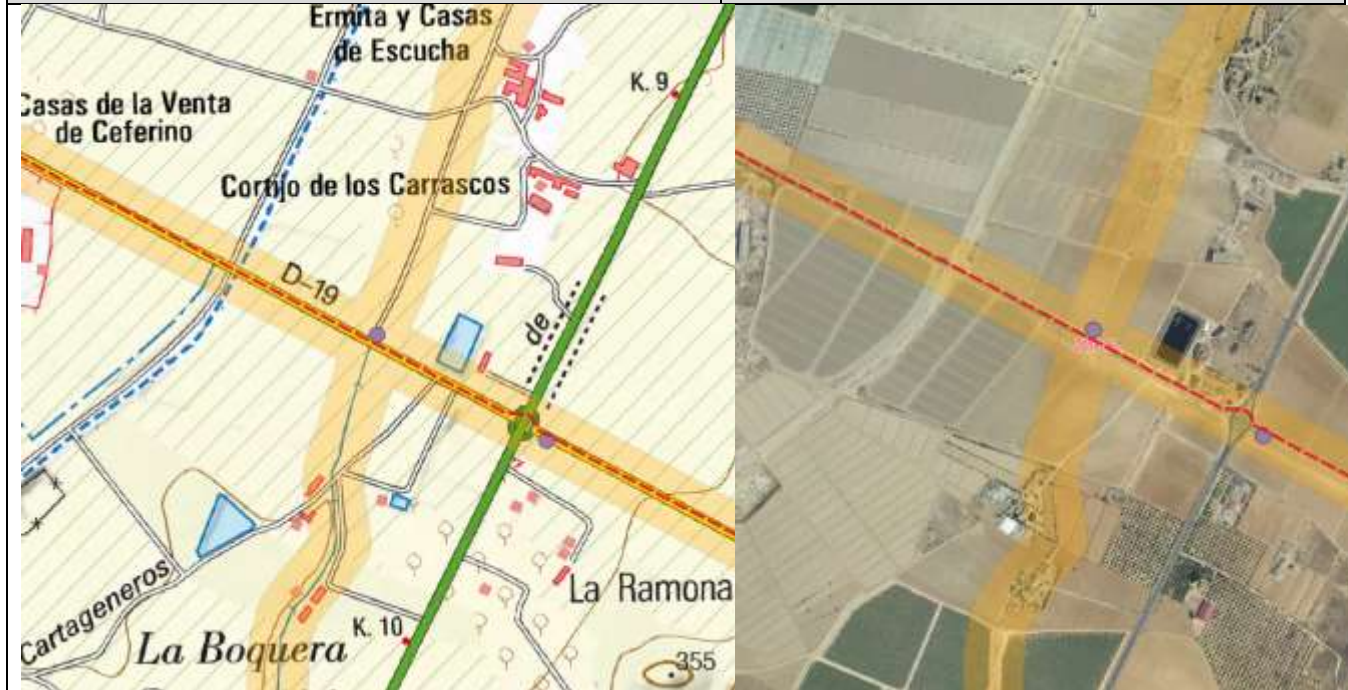 Ermita y Casas
de Escucha
K. 9
Casas de la Venta
de Ceferino
Cortijo de los Carrascos
D-19
de
Cartageneros
La Ramona
K. 10
La Boquera
355